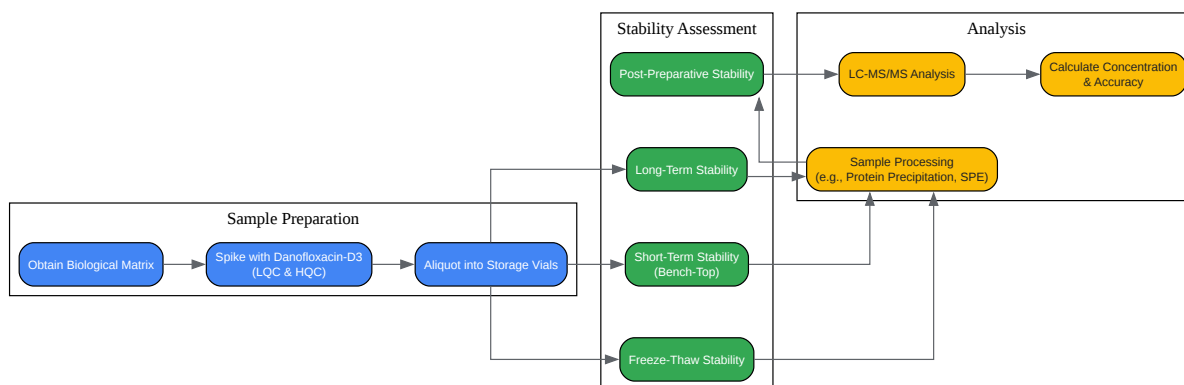 Stability Assessment
Analysis
Post-Preparative Stability
LC-MS/MS Analysis
Calculate Concentration
& Accuracy
Long-Term Stability
Sample Processing
(e.g., Protein Precipitation, SPE)
Sample Preparation
Obtain Biological Matrix
Spike with Danofloxacin-D3
(LQC & HQC)
Aliquot into Storage Vials
Short-Term Stability
(Bench-Top)
Freeze-Thaw Stability